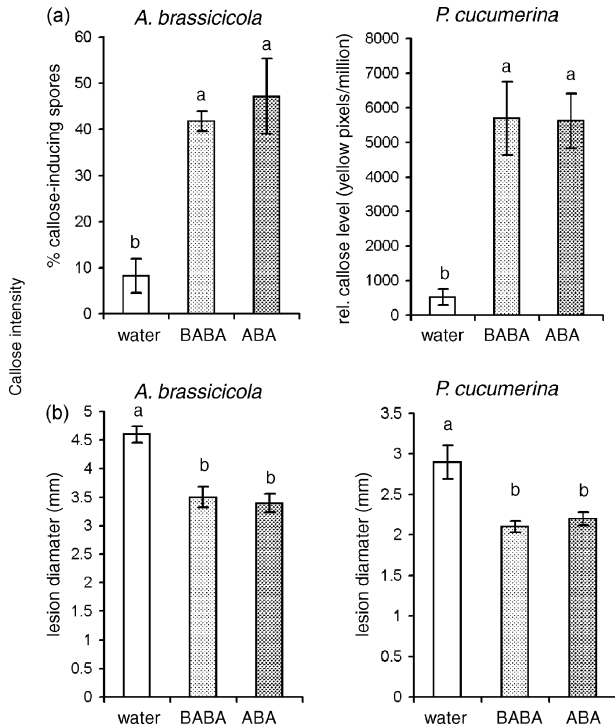 (a) A. brassicicola
P. cucumerina
Callose intensity
% callose-inducing spores
60
50
40
30
20
10
0
b
a
a
water BABA ABA
rel. callose level (yellow pixels/million)
8000
7000
6000
5000
4000
3000
2000
1000
0
b
a
a
water BABA ABA
(b) A. brassicicola
P. cucumerina
lesion diamater (mm)
5
4.5
4
3.5
3
2.5
2
1.5
1
0.5
0
a
b
b
water BABA ABA
lesion diamater (mm)
3.5
3
2.5
2
1.5
1
0.5
0
a
b
b
water BABA ABA